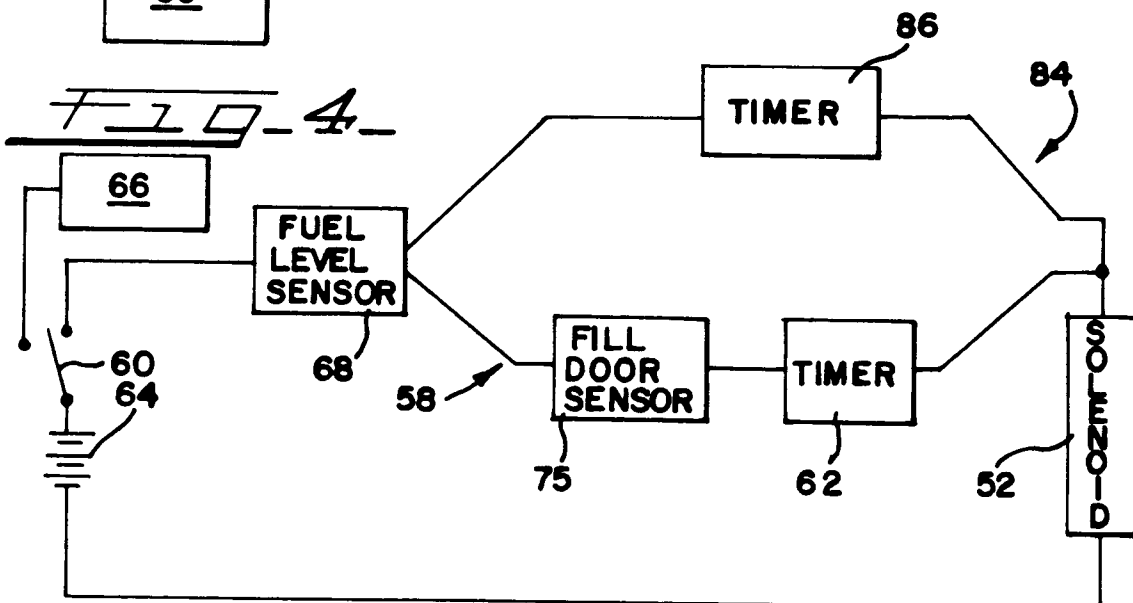 86
TIMER
84
Fig_4_
66
FUEL
LEVEL
SENSOR
68
60
64
58
FILL
DOOR
SENSOR
75
TIMER
62
SOLENOID
52